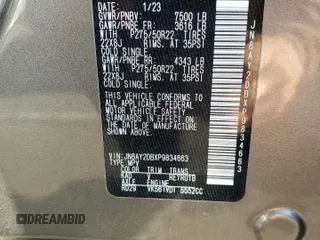 DATE: 1/23
GVWR/PNBV: 7500 LB
GAWR/PNBE FR: 3616 LB
WITH P275/50R22 TIRES
22X8J RIMS, AT 35PSI
COLD SINGLE.
GAWR/PNBE RR: 4343 LB
WITH P275/50R22 TIRES
22X8J RIMS, AT 35PSI
COLD SINGLE.
THIS VEHICLE CONFORMS TO ALL
APPLICABLE FEDERAL MOTOR
VEHICLE SAFETY STANDARDS IN
EFFECT ON THE DATE OF
MANUFACTURE SHOWN ABOVE.
VIN: JN8AY2DBXP9834663
TYPE: MPV
COLOR TRIM TRANS
ENGINE
VK56(VD) 5552CC
JN8AY2DBXP9834663
DREAMBID